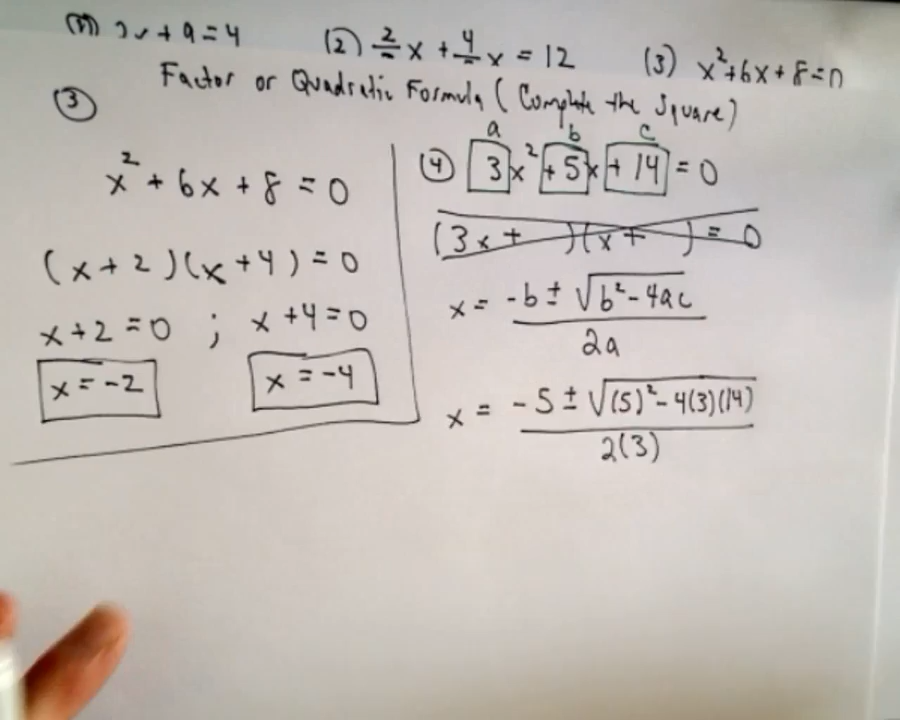 x + 9 = 4 (2) 2/ x + 4/ x = 12 (3) x² + 6x + 8 = 0
Factor or Quadratic Formula (Complete the Square)
(3)
x² + 6x + 8 = 0
(x + 2)(x + 4) = 0
x + 2 = 0 ; x + 4 = 0
x = -2 x = -4
a b c
(4) 3x² + 5x + 14 = 0
(3x + )(x + ) = 0
x = -b ± √b² - 4ac
2a
x = -5 ± √(5)² - 4(3)(14)
2(3)